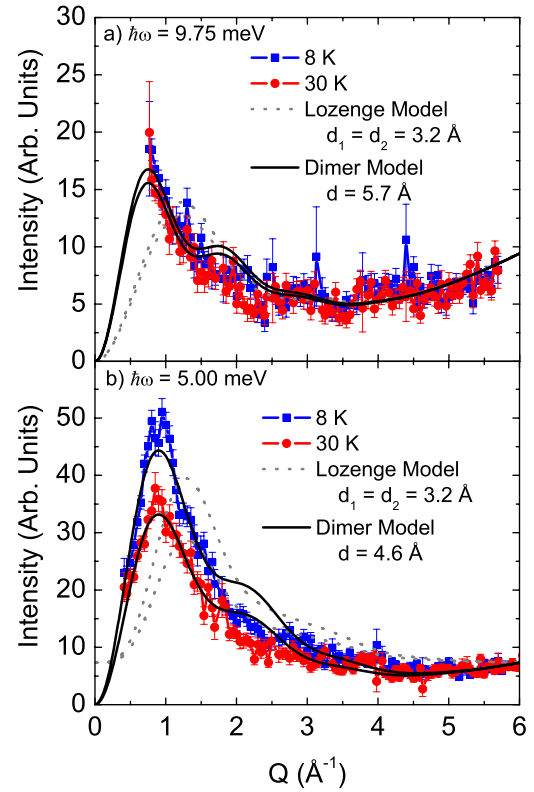 a) ħω = 9.75 meV
8 K
30 K
Lozenge Model
d₁ = d₂ = 3.2 Å
Dimer Model
d = 5.7 Å
Intensity (Arb. Units)
30
25
20
15
10
5
0
b) ħω = 5.00 meV
8 K
30 K
Lozenge Model
d₁ = d₂ = 3.2 Å
Dimer Model
d = 4.6 Å
Intensity (Arb. Units)
50
40
30
20
10
0
0 1 2 3 4 5 6
Q (Å⁻¹)